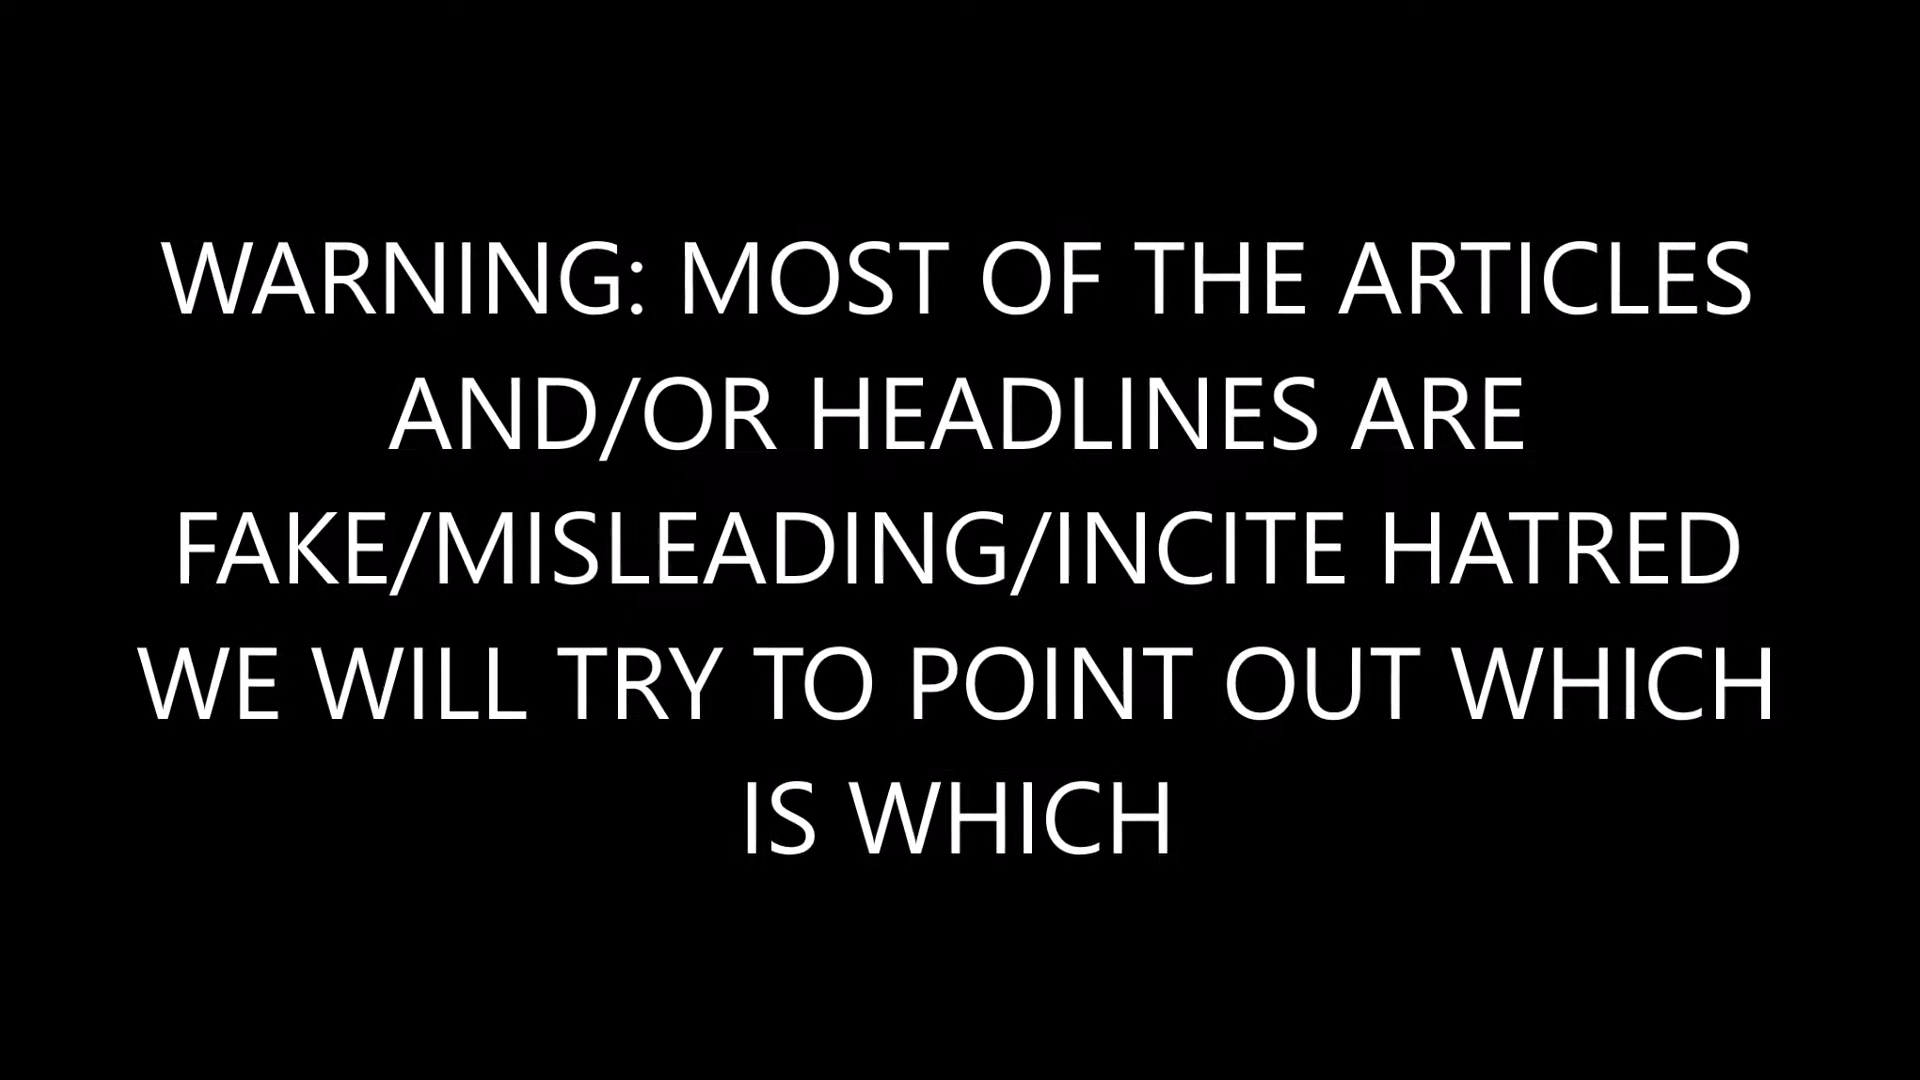 WARNING: MOST OF THE ARTICLES
AND/OR HEADLINES ARE
FAKE/MISLEADING/INCITE HATRED
WE WILL TRY TO POINT OUT WHICH
IS WHICH